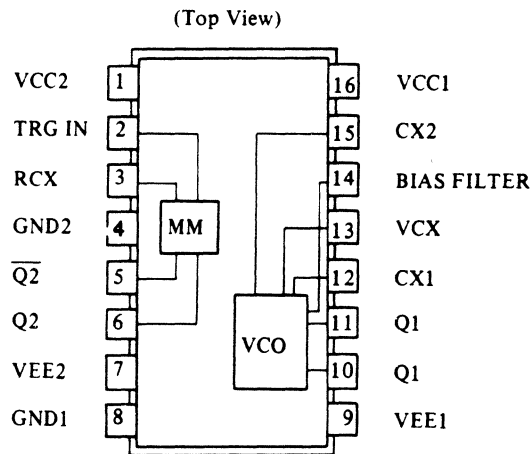 (Top View)
VCC2 1 16 VCC1
TRG IN 2 15 CX2
RCX 3 14 BIAS FILTER
GND2 4 MM 13 VCX
Q2̅ 5 12 CX1
Q2 6 11 Q1
VCO
VEE2 7 10 Q1
GND1 8 9 VEE1